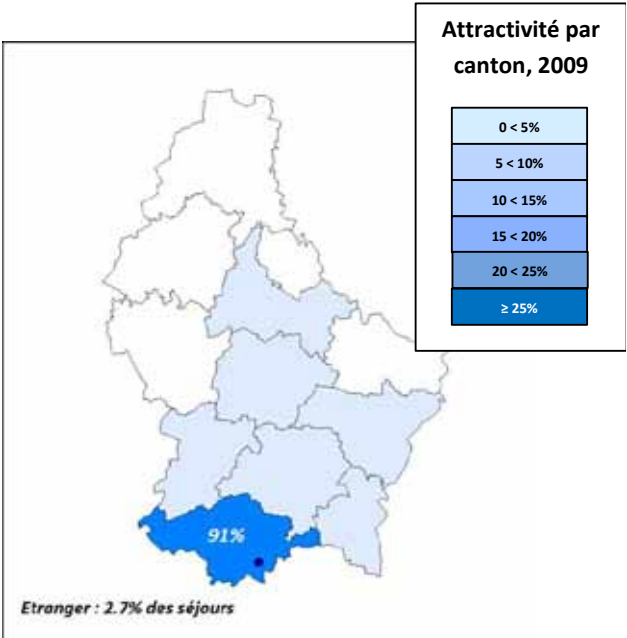 Attractivité par
canton, 2009
0 < 5%
5 < 10%
10 < 15%
15 < 20%
20 < 25%
≥ 25%
91%
Etranger : 2.7% des séjours